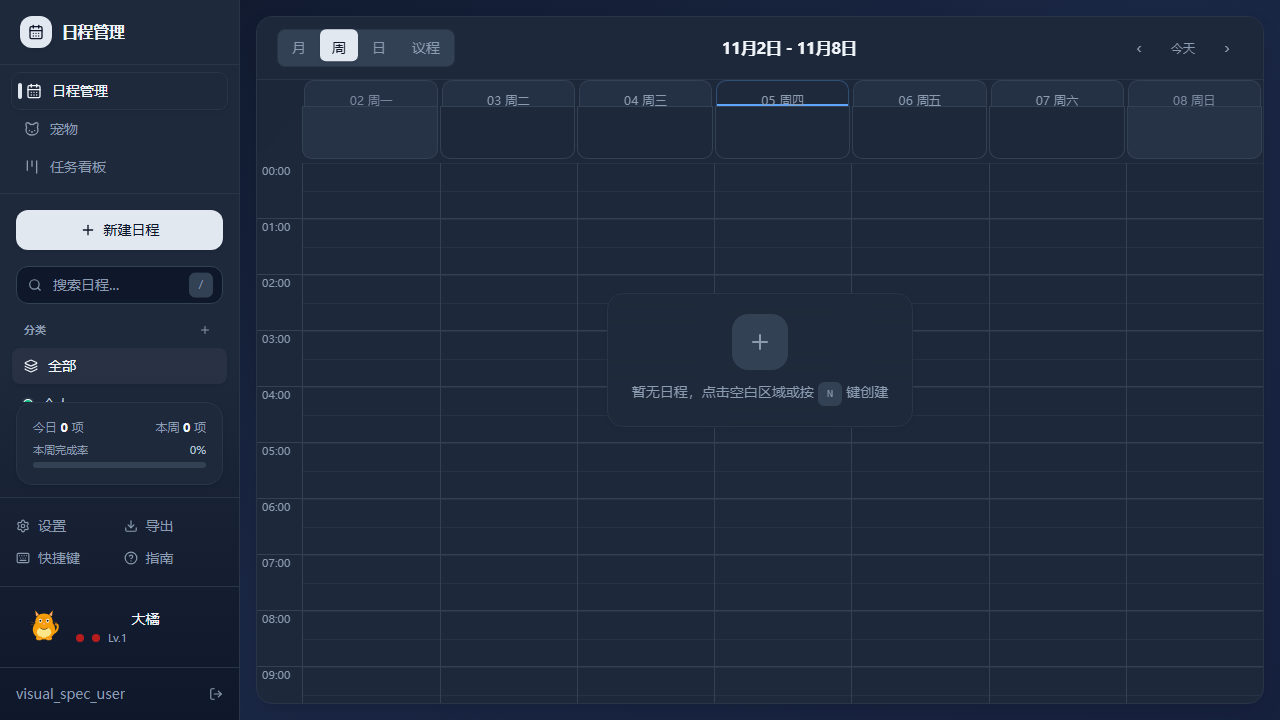 日程管理
日程管理
宠物
任务看板
新建日程
搜索日程... /
分类
全部
今日 0 项 本周 0 项
本周完成率 0%
设置 导出
快捷键 指南
大橘
Lv.1
visual_spec_user
月 周 日 议程
11月2日 - 11月8日
今天
02 周一 03 周二 04 周三 05 周四 06 周五 07 周六 08 周日
00:00
01:00
02:00
03:00
04:00
05:00
06:00
07:00
08:00
09:00
暂无日程，点击空白区域或按 N 键创建